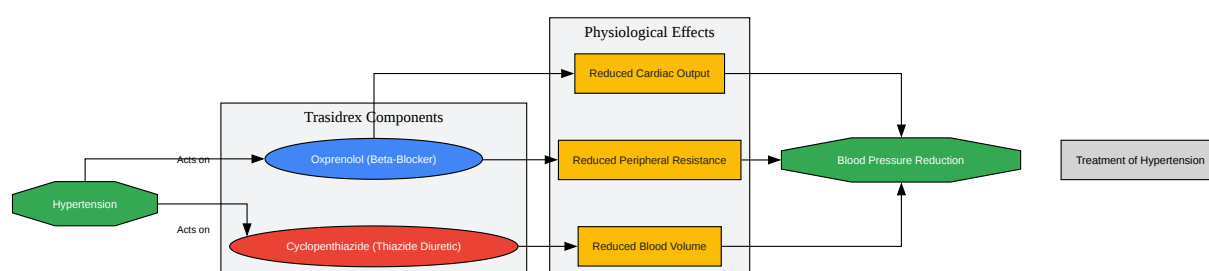 Physiological Effects
Reduced Cardiac Output
Trasidrex Components
Acts on
Oxprenolol (Beta-Blocker)
Reduced Peripheral Resistance
Blood Pressure Reduction
Treatment of Hypertension
Hypertension
Acts on
Cyclopenthiazide (Thiazide Diuretic)
Reduced Blood Volume